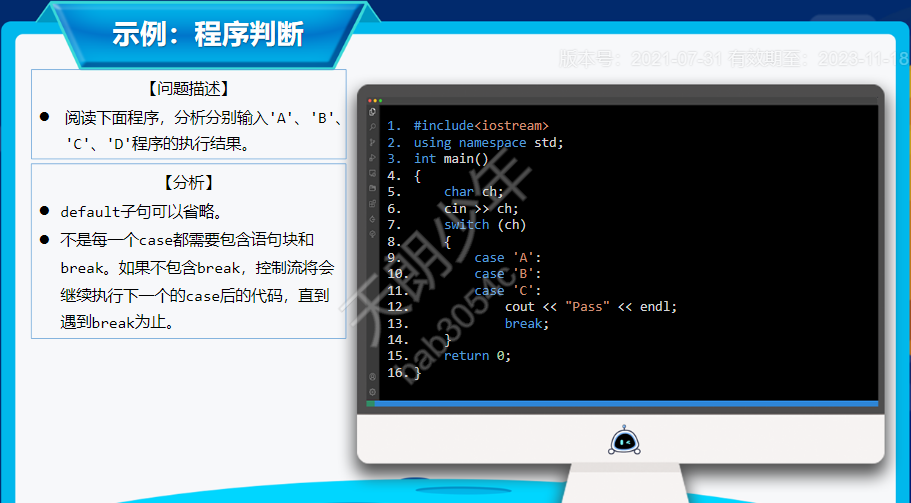 示例：程序判断
版本号：2021-07-31 有效期至：2023-11-18
【问题描述】
● 阅读下面程序，分析分别输入'A'、'B'、
'C'、'D'程序的执行结果。
【分析】
● default子句可以省略。
● 不是每一个case都需要包含语句块和
break。如果不包含break，控制流将会
继续执行下一个的case后的代码，直到
遇到break为止。
1. #include<iostream>
2. using namespace std;
3. int main()
4. {
5.     char ch;
6.     cin >> ch;
7.     switch (ch)
8.     {
9.         case 'A':
10.         case 'B':
11.         case 'C':
12.             cout << "Pass" << endl;
13.             break;
14.     }
15.     return 0;
16. }
天朗少年